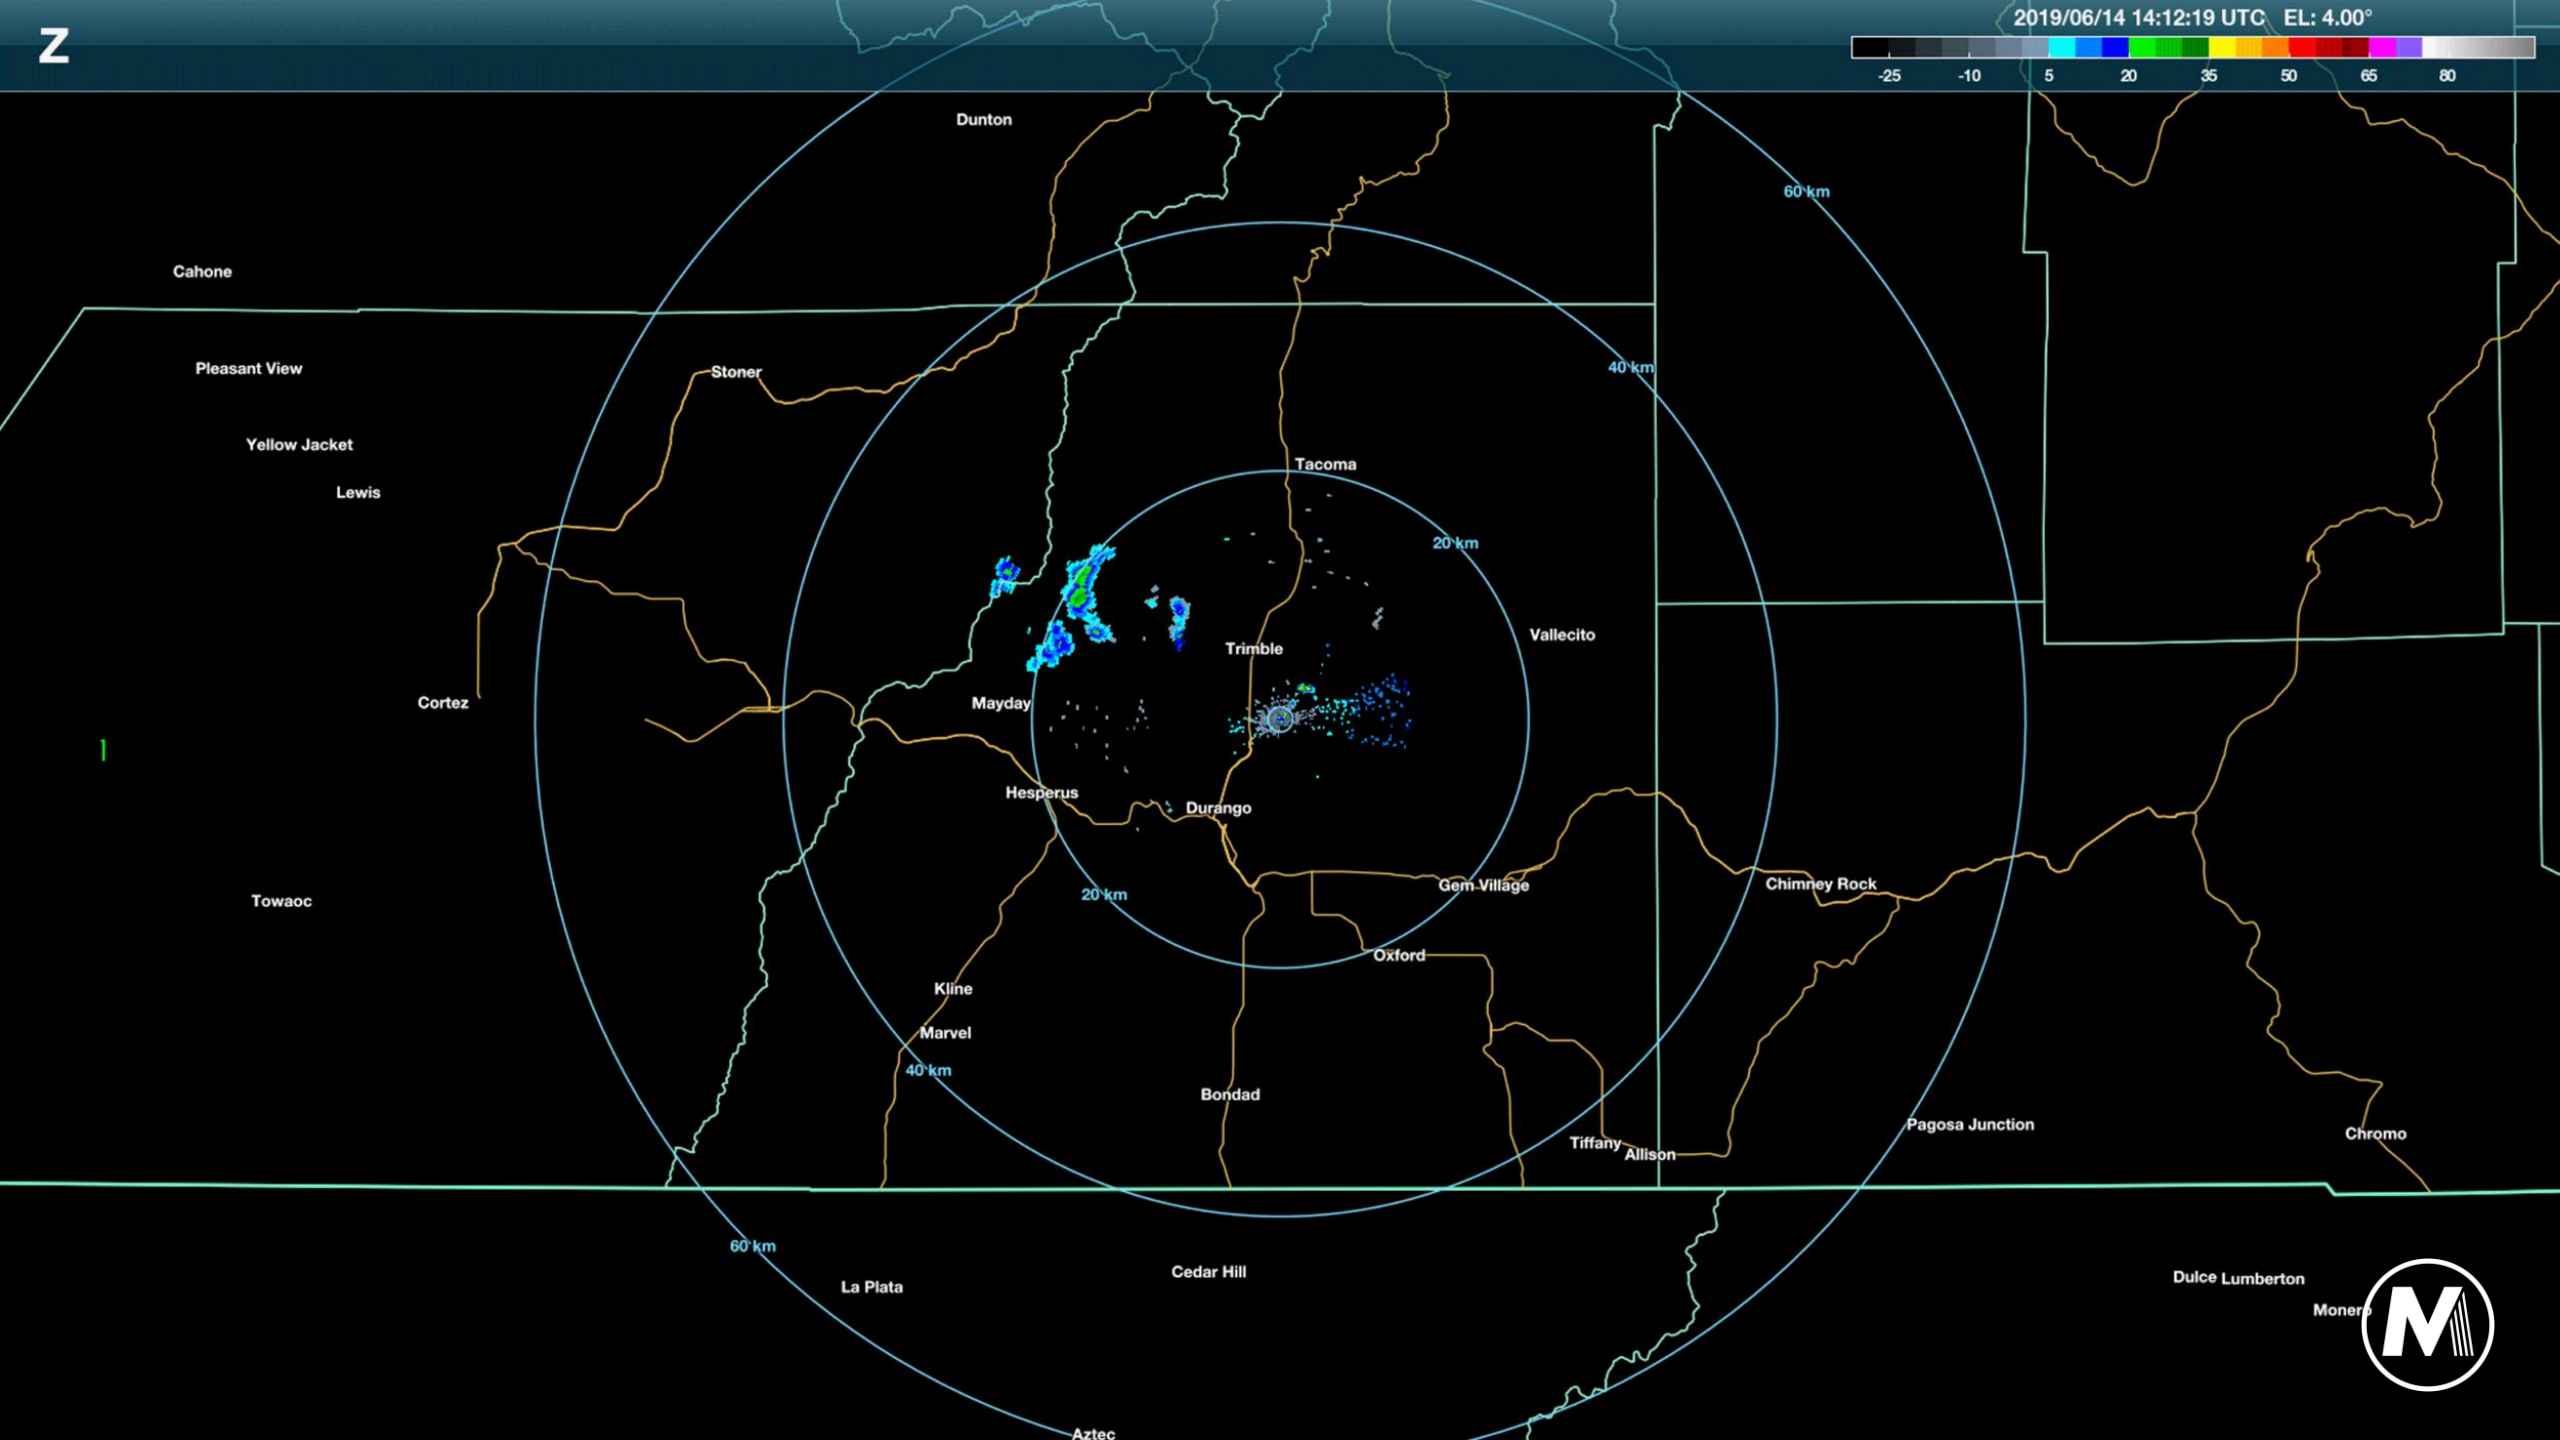 2019/06/14 14:12:19 UTC EL: 4.00°
Z
-25 -10 5 20 35 50 65 80
Dunton
60 km
Cahone
40 km
Pleasant View
Stoner
Yellow Jacket
Tacoma
Lewis
20 km
Vallecito
Trimble
Cortez
Mayday
Hesperus
Durango
Chimney Rock
Gem Village
20 km
Towaoc
Oxford
Kline
Marvel
40 km
Bondad
Pagosa Junction
Chromo
Tiffany
Allison
60 km
Cedar Hill
Dulce Lumberton
La Plata
Monero
M
Aztec